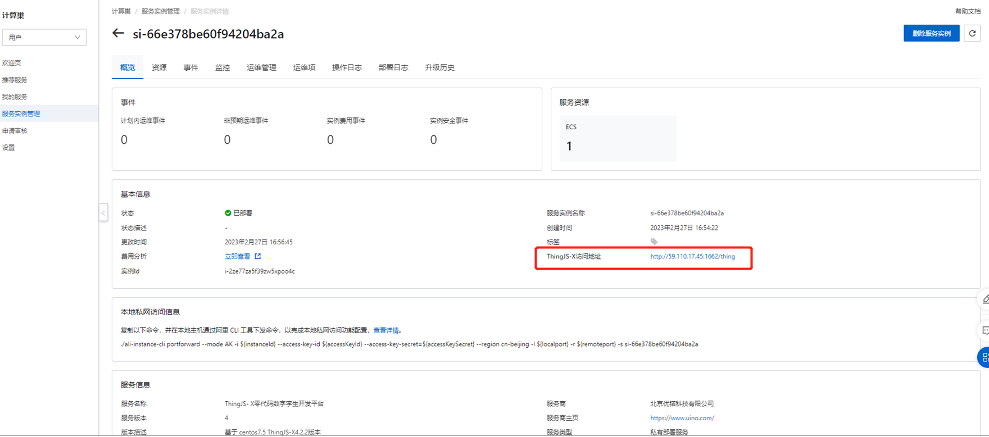 计算巢
用户
欢迎页
推荐服务
我的服务
服务实例管理
申请审核
设置
计算巢 / 服务实例管理 / 服务实例详情
帮助文档
← si-66e378be60f94204ba2a
删除服务实例
概览 资源 事件 监控 运维管理 运维项 操作日志 部署日志 升级历史
事件
计划内运维事件 非预期运维事件 实例费用事件 实例安全事件
0 0 0 0
服务资源
ECS
1
基本信息
状态 已部署 服务实例名称 si-66e378be60f94204ba2a
状态描述 - 创建时间 2023年2月27日 16:54:22
更改时间 2023年2月27日 16:56:45 标签
费用分析 立即查看 ThingJS-X访问地址 http://59.110.17.45:1662/thing
实例Id i-2ze77za5f39zw5xpoo4c
本地私网访问信息
复制以下命令，并在本地主机通过阿里 CLI 工具下发命令，以完成本地私网访问功能配置，查看详情。
./ali-instance-cli portforward --mode AK -i ${instanceId} --access-key-id ${accessKeyId} --access-key-secret=${accessKeySecret} --region cn-beijing -l ${localport} -r ${remoteport} -s si-66e378be60f94204ba2a
服务信息
服务名称 ThingJS- X零代码数字孪生开发平台 服务商 北京优锘科技有限公司
服务版本 4 服务商主页 https://www.uino.com/
版本描述 基于 centos7.5 ThingJS-X4.2.2版本 服务类型 私有部署服务